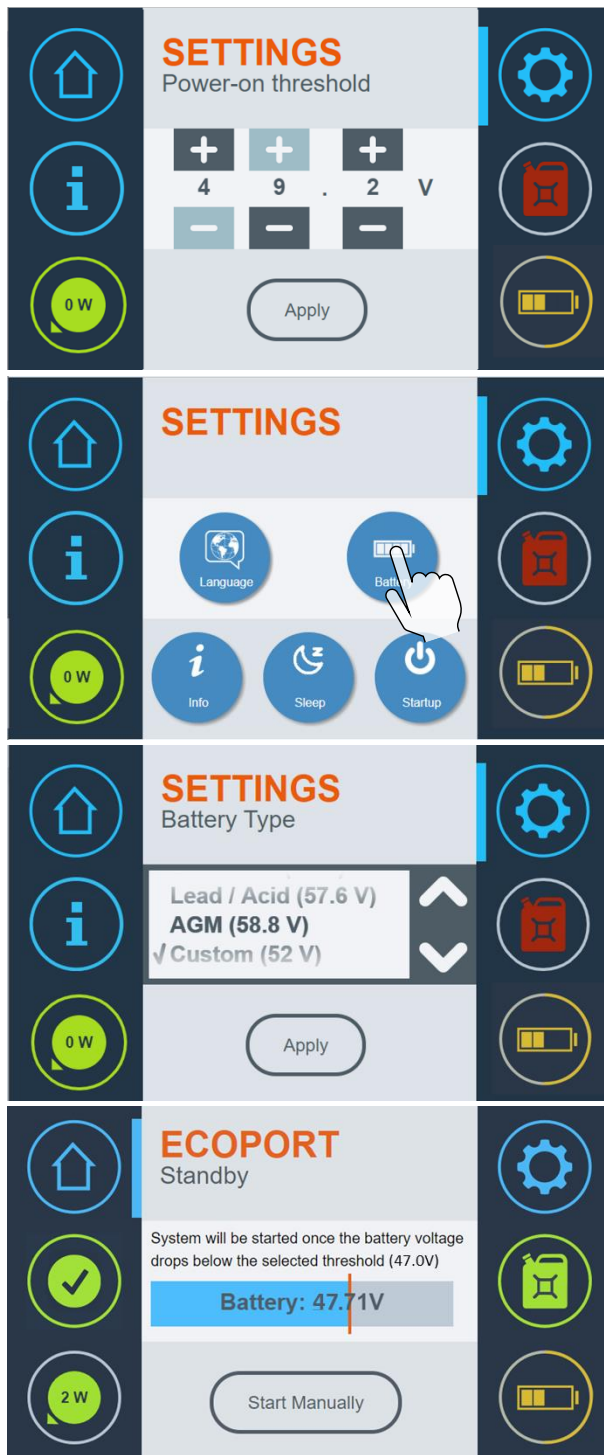 SETTINGS
Power-on threshold
4 9 . 2 V
0 W
Apply
SETTINGS
Language
Battery
0 W
Info
Sleep
Startup
SETTINGS
Battery Type
Lead / Acid (57.6 V)
AGM (58.8 V)
✓Custom (52 V)
0 W
Apply
ECOPORT
Standby
System will be started once the battery voltage
drops below the selected threshold (47.0V)
Battery: 47.71V
2 W
Start Manually